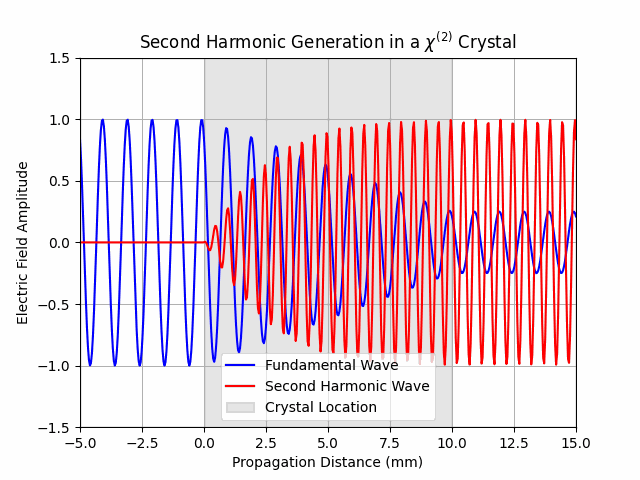 Second Harmonic Generation in a χ⁽²⁾ Crystal
Electric Field Amplitude
1.5
1.0
0.5
0.0
−0.5
−1.0
−1.5
Fundamental Wave
Second Harmonic Wave
Crystal Location
−5.0 −2.5 0.0 2.5 5.0 7.5 10.0 12.5 15.0
Propagation Distance (mm)